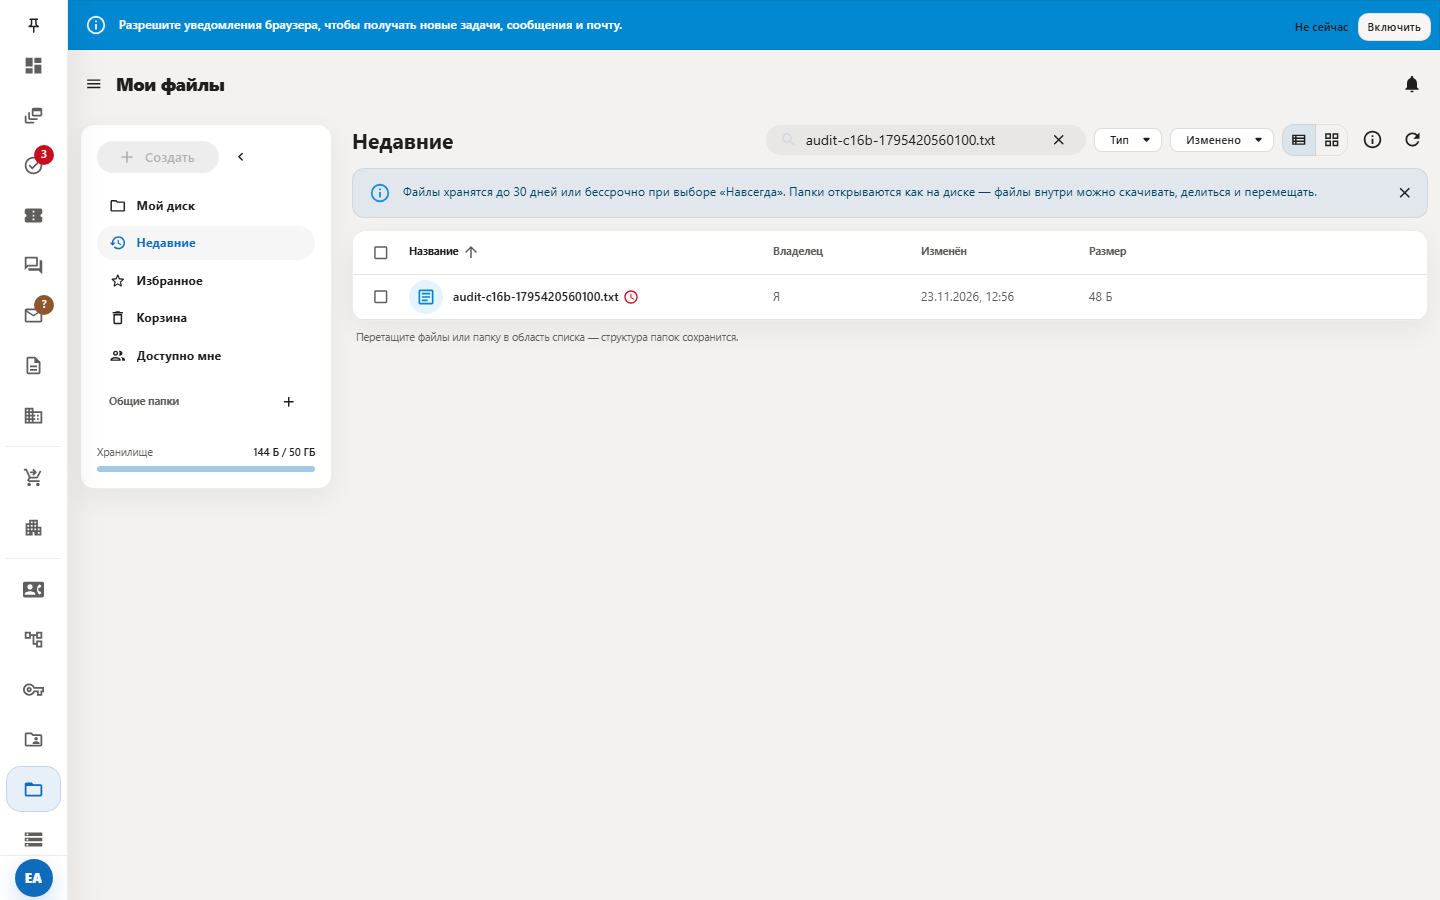 Разрешите уведомления браузера, чтобы получать новые задачи, сообщения и почту.
Не сейчас
Включить
Мои файлы
3
?
EA
Создать
Мой диск
Недавние
Избранное
Корзина
Доступно мне
Общие папки
Хранилище
144 Б / 50 ГБ
Недавние
audit-c16b-1795420560100.txt
Тип
Изменено
Файлы хранятся до 30 дней или бессрочно при выборе «Навсегда». Папки открываются как на диске — файлы внутри можно скачивать, делиться и перемещать.
Название
Владелец
Изменён
Размер
audit-c16b-1795420560100.txt
Я
23.11.2026, 12:56
48 Б
Перетащите файлы или папку в область списка — структура папок сохранится.